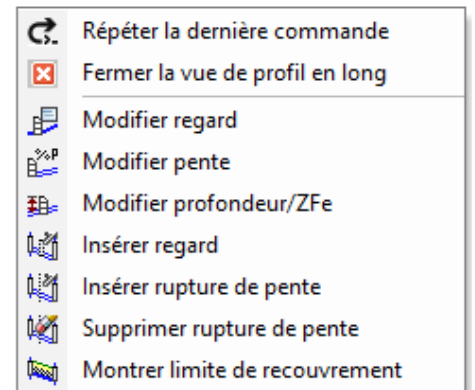 Répéter la dernière commande
Fermer la vue de profil en long
Modifier regard
Modifier pente
Modifier profondeur/ZFe
Insérer regard
Insérer rupture de pente
Supprimer rupture de pente
Montrer limite de recouvrement